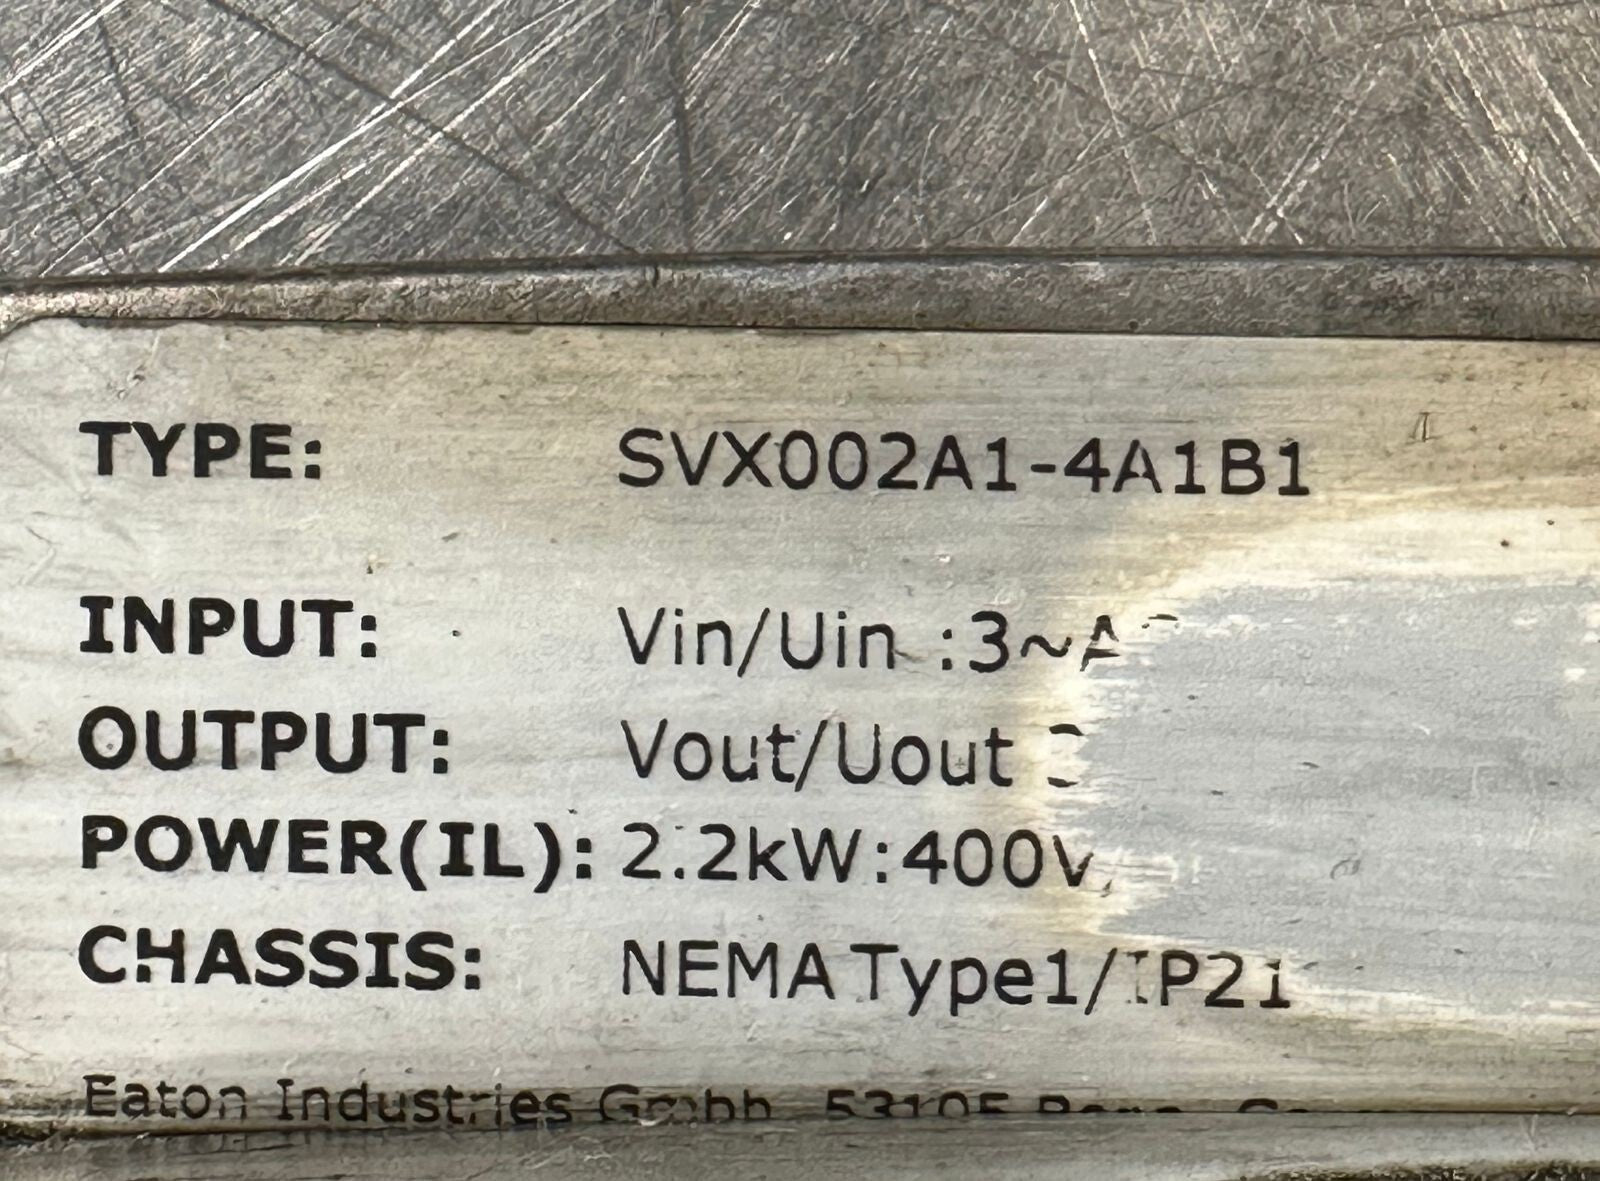 TYPE: SVX002A1-4A1B1
INPUT: Vin/Uin :3~
OUTPUT: Vout/Uout
POWER(IL): 2.2kW:400V,
CHASSIS: NEMA Type1/IP21
Eaton Industries Gmbh